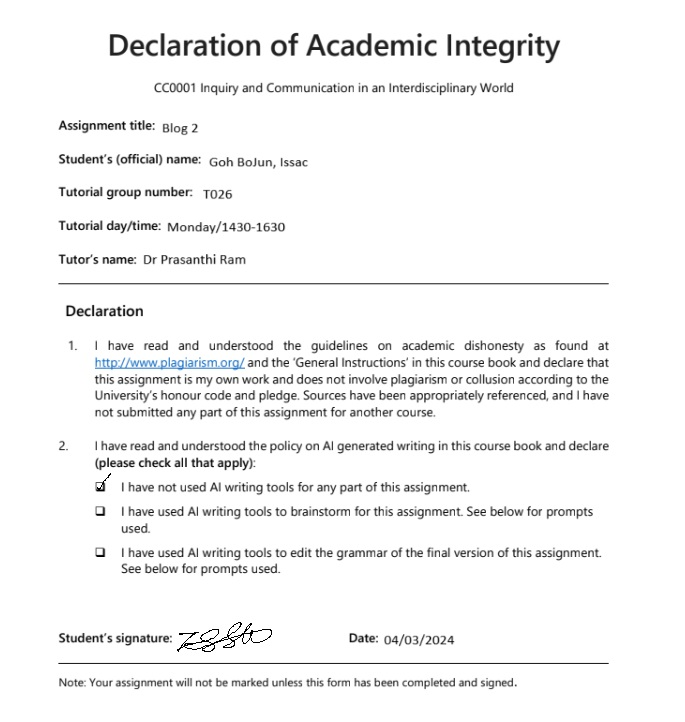 Declaration of Academic Integrity
CC0001 Inquiry and Communication in an Interdisciplinary World
Assignment title: Blog 2
Student's (official) name: Goh BoJun, Issac
Tutorial group number: T026
Tutorial day/time: Monday/1430-1630
Tutor's name: Dr Prasanthi Ram
Declaration
1. I have read and understood the guidelines on academic dishonesty as found at
http://www.plagiarism.org/ and the 'General Instructions' in this course book and declare that
this assignment is my own work and does not involve plagiarism or collusion according to the
University's honour code and pledge. Sources have been appropriately referenced, and I have
not submitted any part of this assignment for another course.
2. I have read and understood the policy on AI generated writing in this course book and declare
(please check all that apply):
I have not used AI writing tools for any part of this assignment.
I have used AI writing tools to brainstorm for this assignment. See below for prompts
used.
I have used AI writing tools to edit the grammar of the final version of this assignment.
See below for prompts used.
Student's signature: Date: 04/03/2024
Note: Your assignment will not be marked unless this form has been completed and signed.